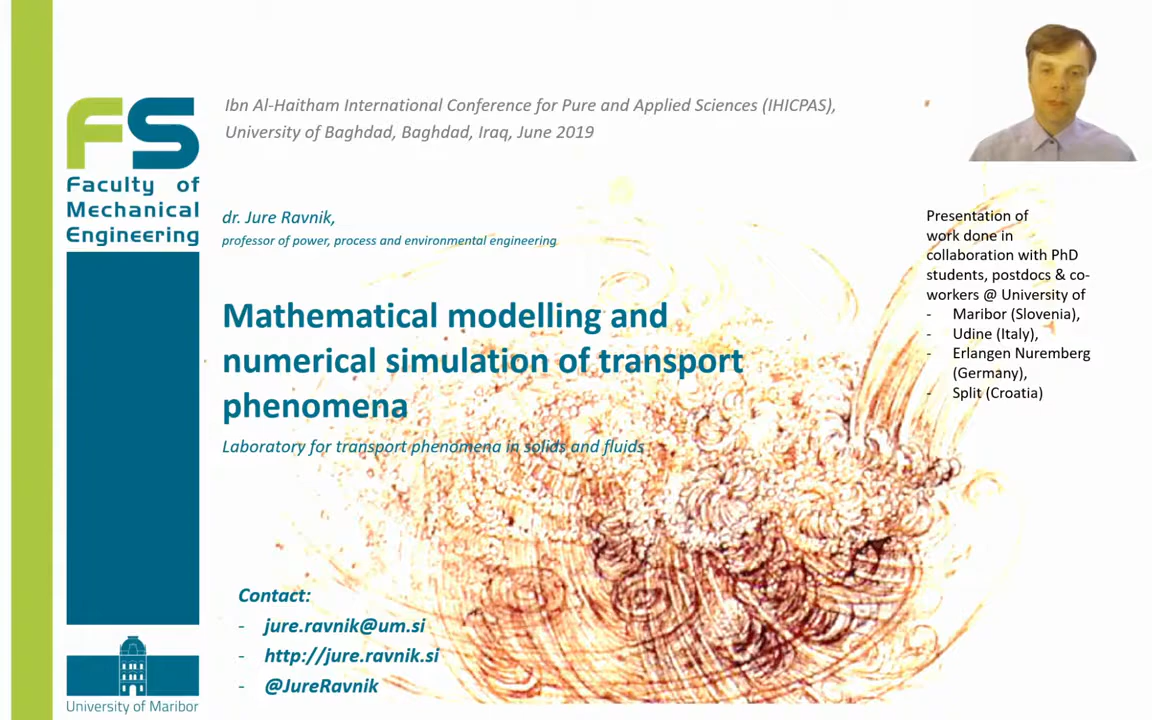 Ibn Al-Haitham International Conference for Pure and Applied Sciences (IHICPAS),
University of Baghdad, Baghdad, Iraq, June 2019
FS
Faculty of
Mechanical
Engineering
dr. Jure Ravnik,
professor of power, process and environmental engineering
Mathematical modelling and
numerical simulation of transport
phenomena
Laboratory for transport phenomena in solids and fluids
Presentation of
work done in
collaboration with PhD
students, postdocs & co-
workers @ University of
- Maribor (Slovenia),
- Udine (Italy),
- Erlangen Nuremberg
(Germany),
- Split (Croatia)
Contact:
- jure.ravnik@um.si
- http://jure.ravnik.si
- @JureRavnik
University of Maribor